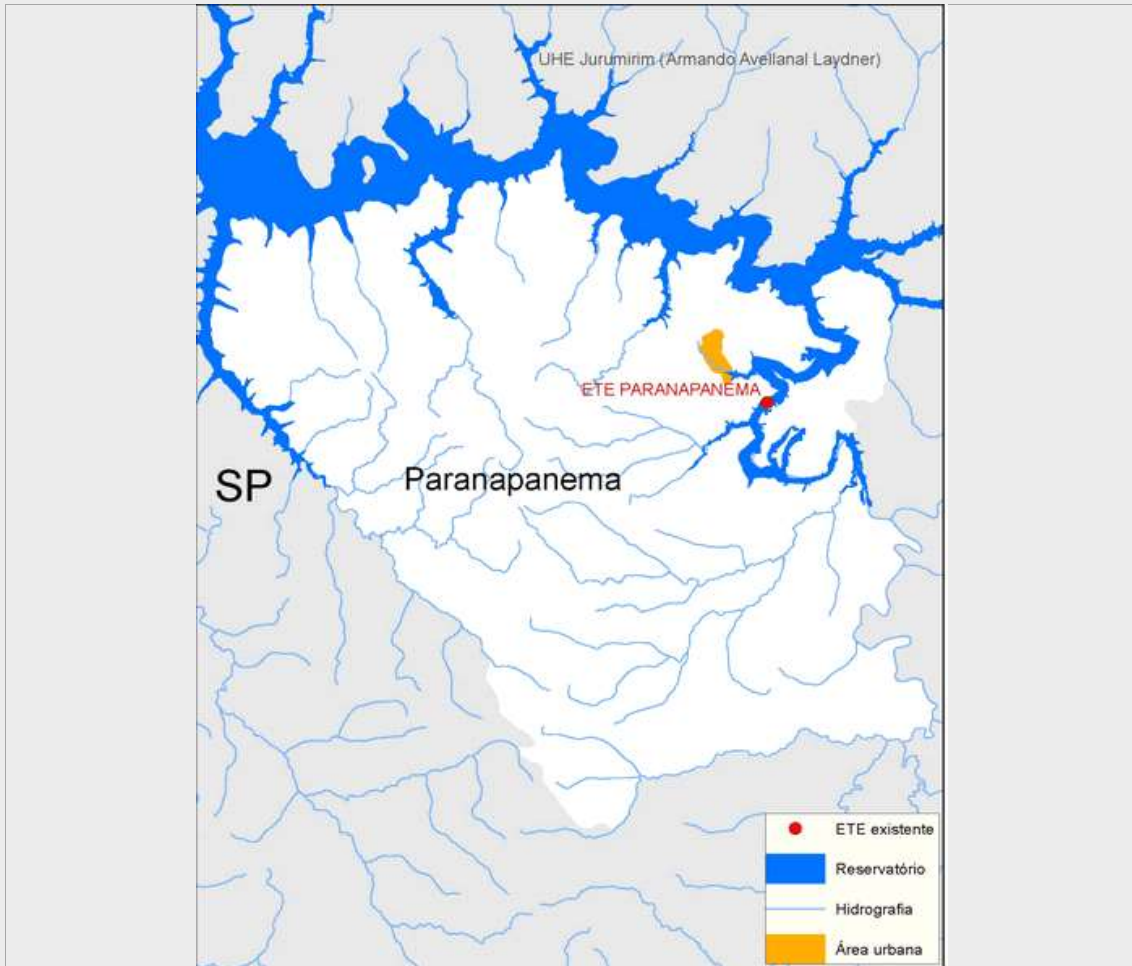 UHE Jurumirim (Armando Avellanal Laydner)
ETE PARANAPANEMA
SP
Paranapanema
ETE existente
Reservatório
Hidrografia
Área urbana